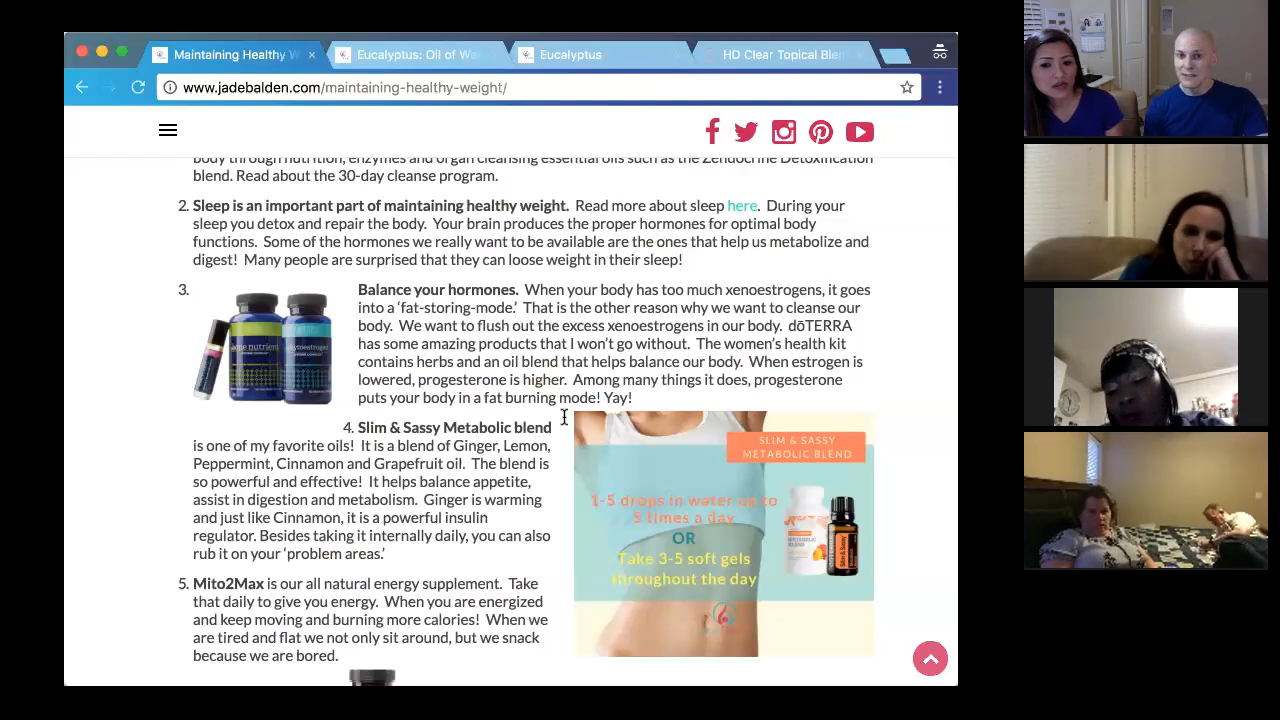 Maintaining Healthy W
Eucalyptus: Oil of We
Eucalyptus
HD Clear Topical Blem
www.jadebalden.com/maintaining-healthy-weight/
body through nutrition, enzymes and organ cleansing essential oils such as the Zendocrine Detoxification
blend. Read about the 30-day cleanse program.
2. Sleep is an important part of maintaining healthy weight. Read more about sleep here. During your
sleep you detox and repair the body. Your brain produces the proper hormones for optimal body
functions. Some of the hormones we really want to be available are the ones that help us metabolize and
digest! Many people are surprised that they can loose weight in their sleep!
3. Balance your hormones. When your body has too much xenoestrogens, it goes
into a 'fat-storing-mode.' That is the other reason why we want to cleanse our
body. We want to flush out the excess xenoestrogens in our body. dōTERRA
has some amazing products that I won't go without. The women's health kit
contains herbs and an oil blend that helps balance our body. When estrogen is
lowered, progesterone is higher. Among many things it does, progesterone
puts your body in a fat burning mode! Yay!
4. Slim & Sassy Metabolic blend
is one of my favorite oils! It is a blend of Ginger, Lemon,
Peppermint, Cinnamon and Grapefruit oil. The blend is
so powerful and effective! It helps balance appetite,
assist in digestion and metabolism. Ginger is warming
and just like Cinnamon, it is a powerful insulin
regulator. Besides taking it internally daily, you can also
rub it on your 'problem areas.'
SLIM & SASSY
METABOLIC BLEND
1-5 drops in water up to
5 times a day
OR
Take 3-5 soft gels
throughout the day
Slim & Sassy
5. Mito2Max is our all natural energy supplement. Take
that daily to give you energy. When you are energized
and keep moving and burning more calories! When we
are tired and flat we not only sit around, but we snack
because we are bored.